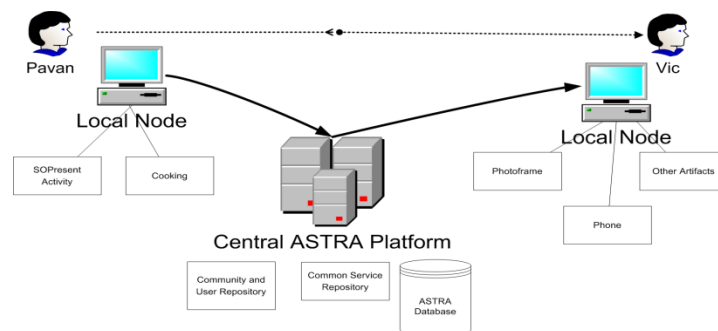 Pavan
Vic
Local Node
Local Node
SOPresent
Activity
Cooking
Photoframe
Other Artifacts
Phone
Central ASTRA Platform
Community and
User Repository
Common Service
Repository
ASTRA
Database